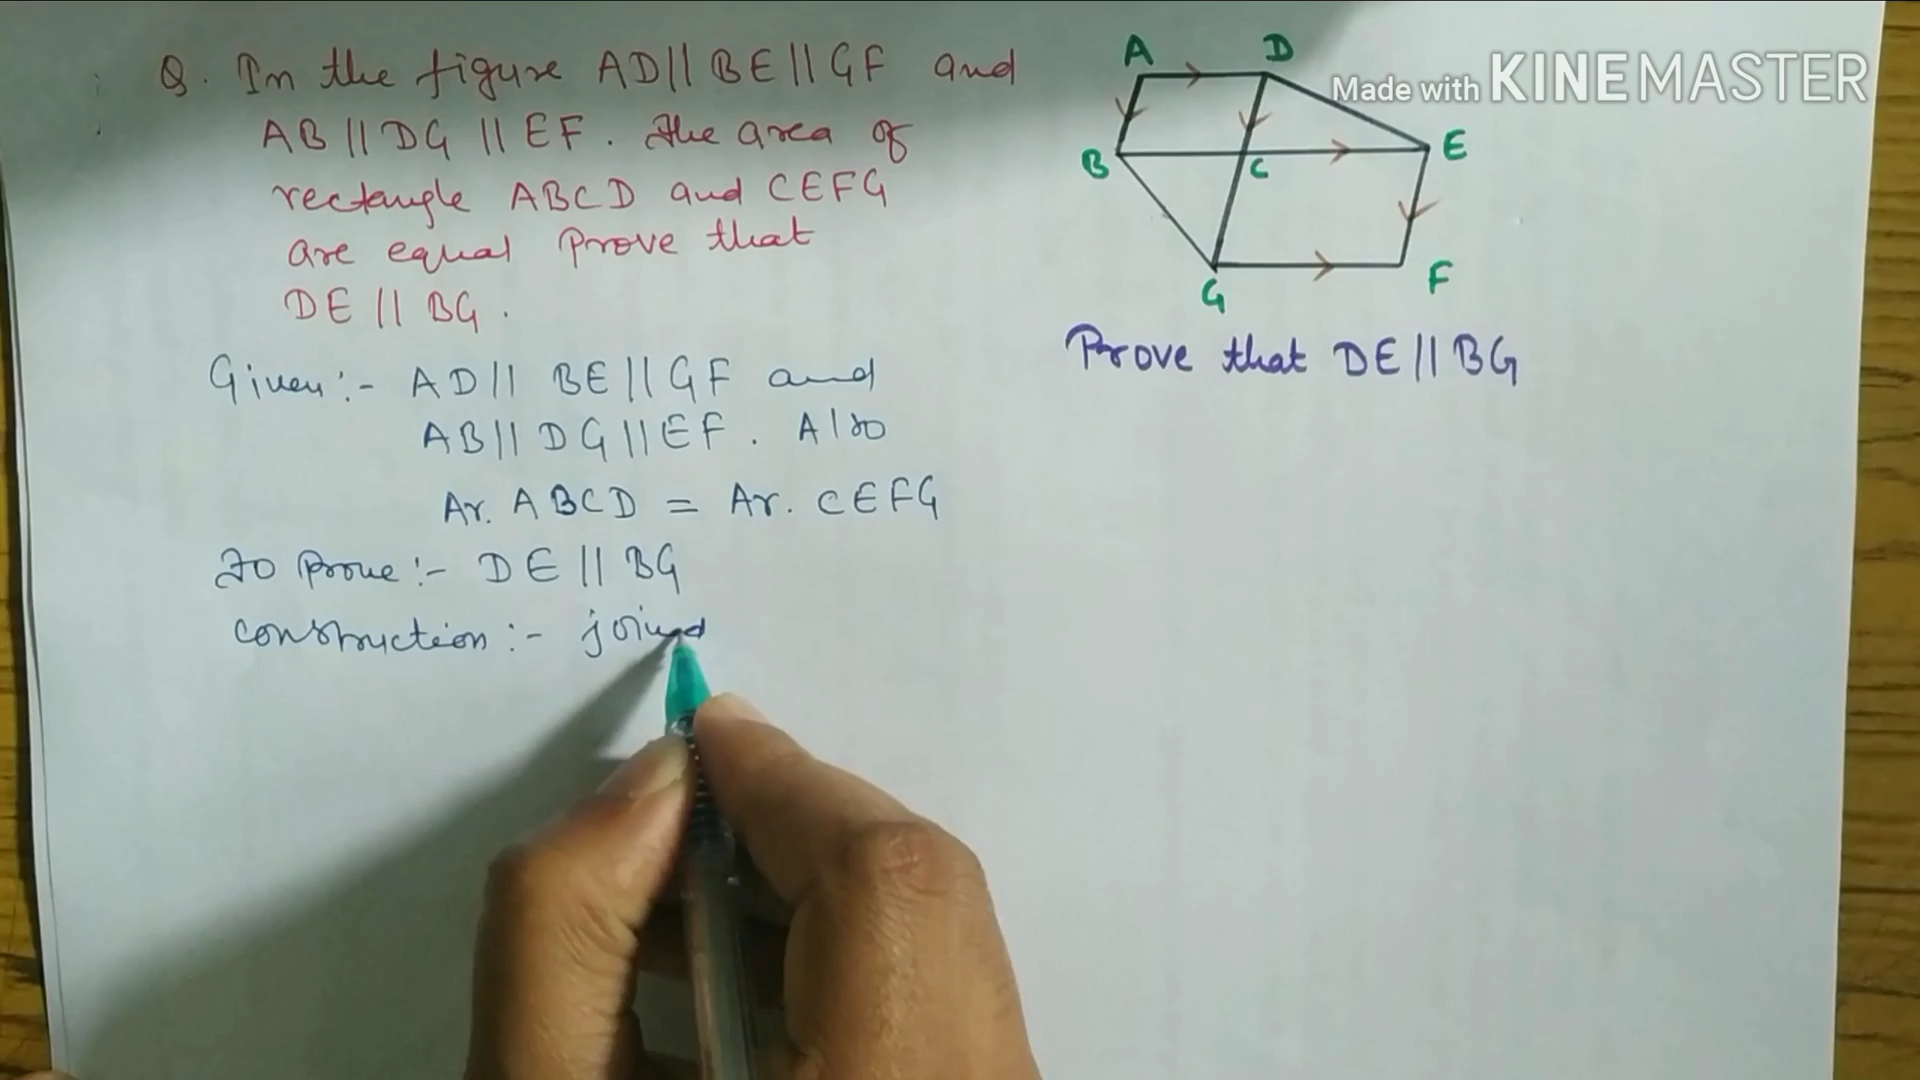 Q. In the figure AD || BE || GF and
AB || DG || EF. The area of
rectangle ABCD and CEFG
are equal Prove that
DE || BG.
Given:- AD || BE || GF and
AB || DG || EF. Also
Ar. ABCD = Ar. CEFG
To Prove:- DE || BG
construction:- joined
A D
B C E
G F
Prove that DE || BG
Made with KINEMASTER